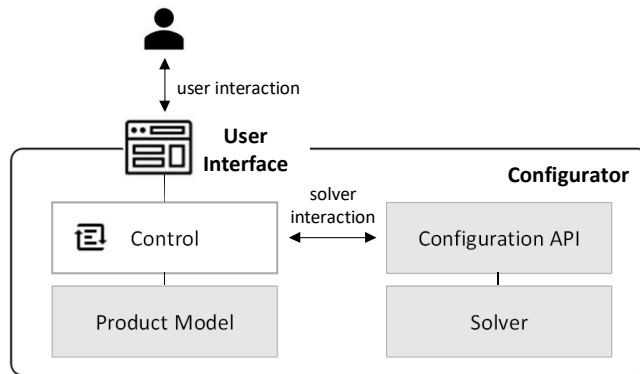 user interaction
User
Interface
Configurator
solver
interaction
Control
Configuration API
Product Model
Solver